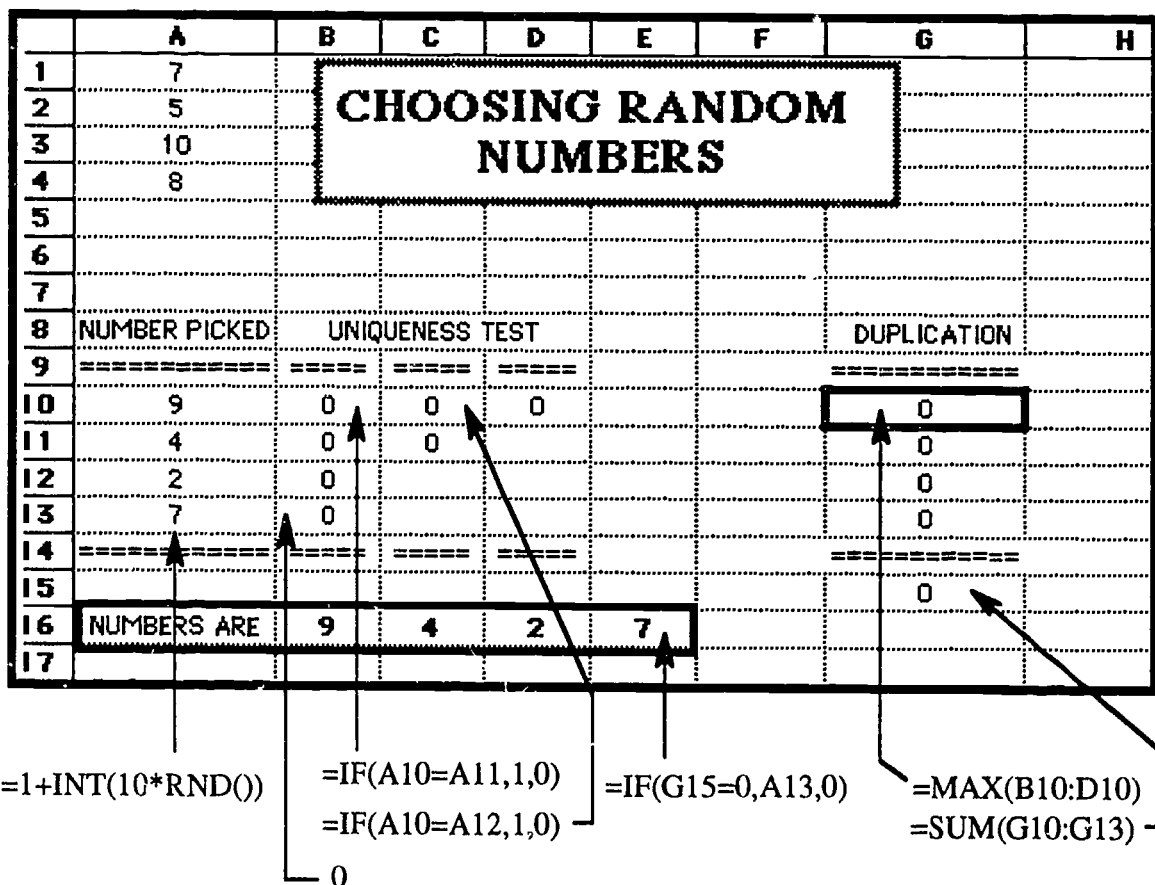 A B C D E F G H
1 7
CHOOSING RANDOM
2 5
3 10
NUMBERS
4 8
5
6
7
8 NUMBER PICKED UNIQUENESS TEST DUPLICATION
9 ============ ===== ===== ===== ============
10 9 0 0 0 0
11 4 0 0 0
12 2 0 0
13 7 0 0
14 ============ ===== ===== ===== ============
15 0
16 NUMBERS ARE 9 4 2 7
17
=1+INT(10*RND()) =IF(A10=A11,1,0) =IF(G15=0,A13,0) =MAX(B10:D10)
=IF(A10=A12,1,0) =SUM(G10:G13)
0